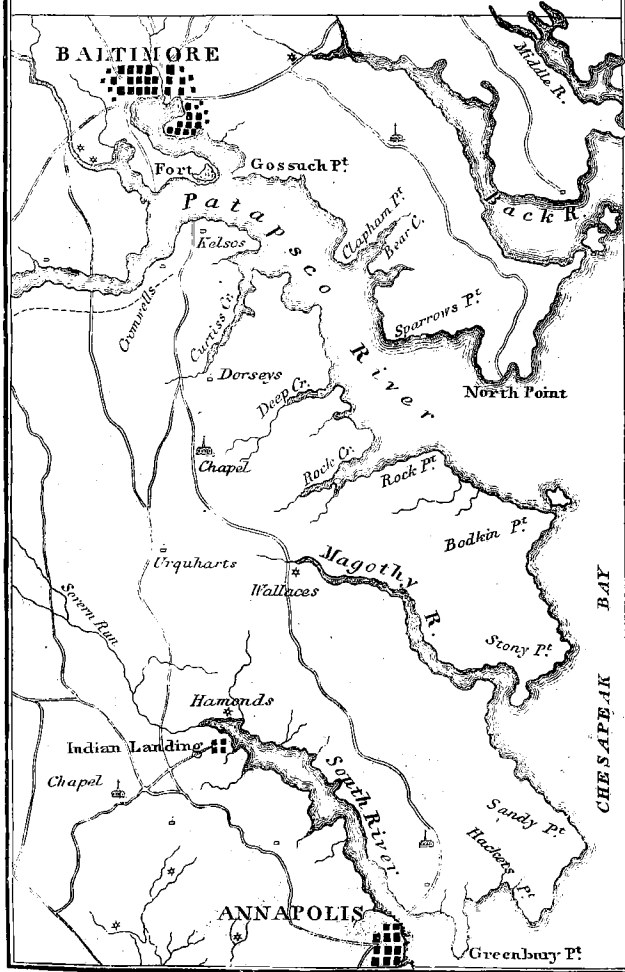 BALTIMORE
Middle R.
Fort
Gossuch Pt.
Back R.
Patapsco River
Clapham Pt
Bear C.
Kelsos
Cromwells
Curtiss Cr.
Sparrows Pt.
Dorseys
Deep Cr.
North Point
Chapel
Rock Cr.
Rock Pt
Bodkin Pt.
Urquharts
Magothy R.
Wallaces
Severn Run
Stony Pt.
CHESAPEAK BAY
Hamonds
Indian Landing
South River
Chapel
Sandy Pt.
Hackets Pt
ANNAPOLIS
Greenbury Pt.